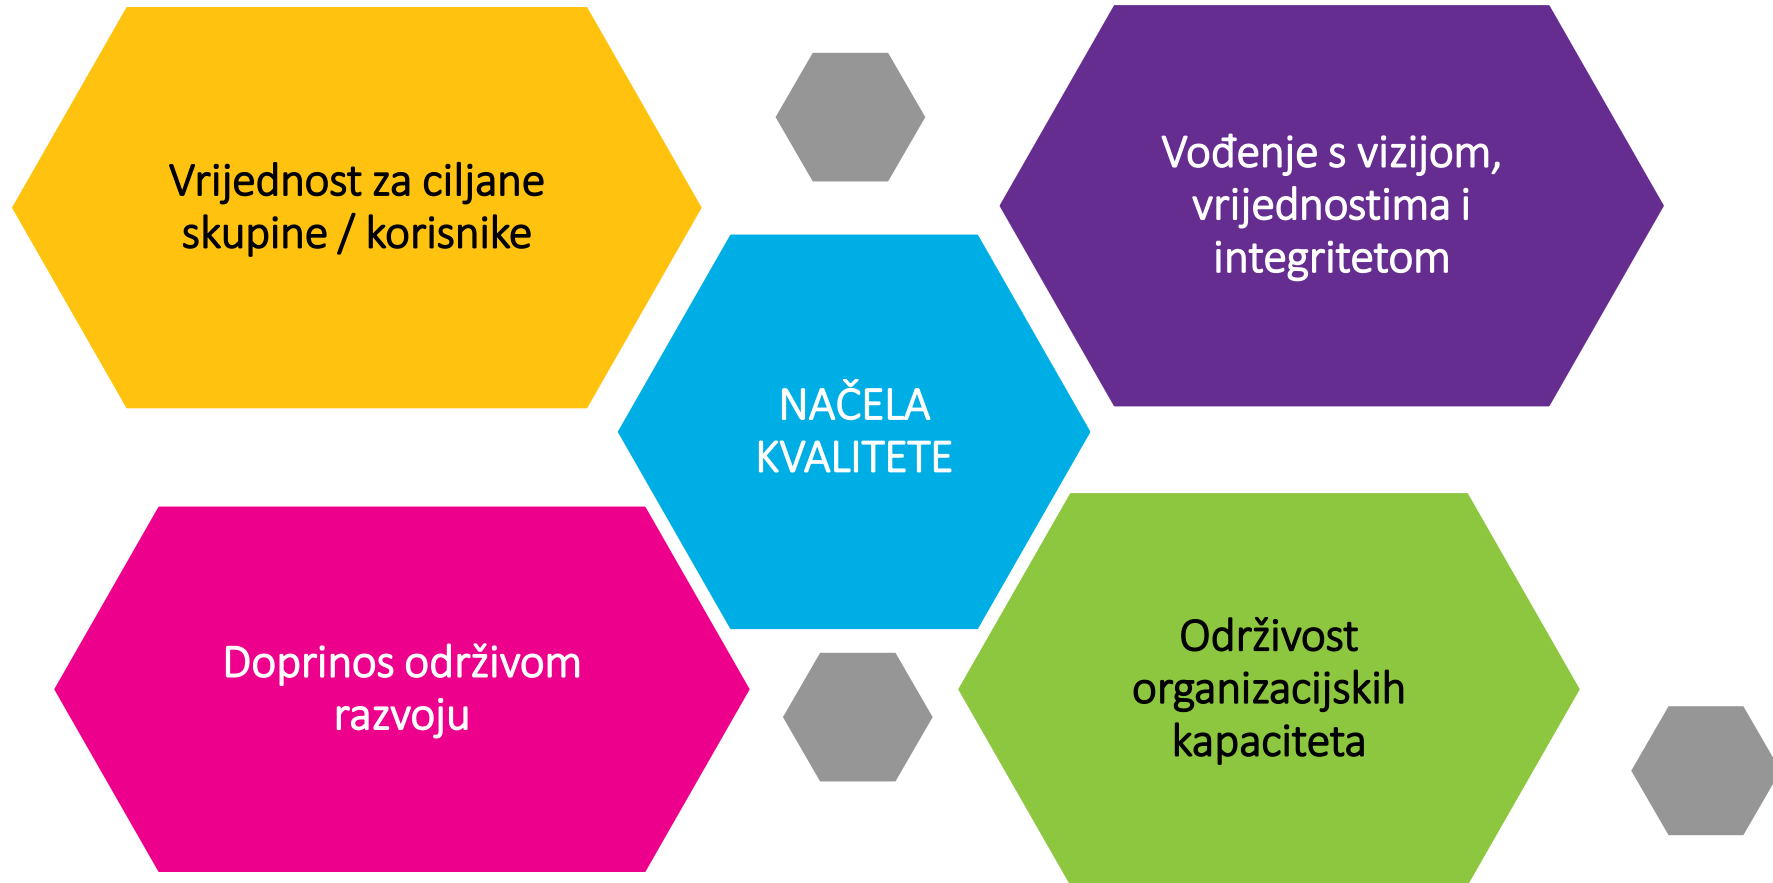 Vrijednost za ciljane
skupine / korisnike
Vođenje s vizijom,
vrijednostima i
integritetom
NAČELA
KVALITETE
Doprinos održivom
razvoju
Održivost
organizacijskih
kapaciteta